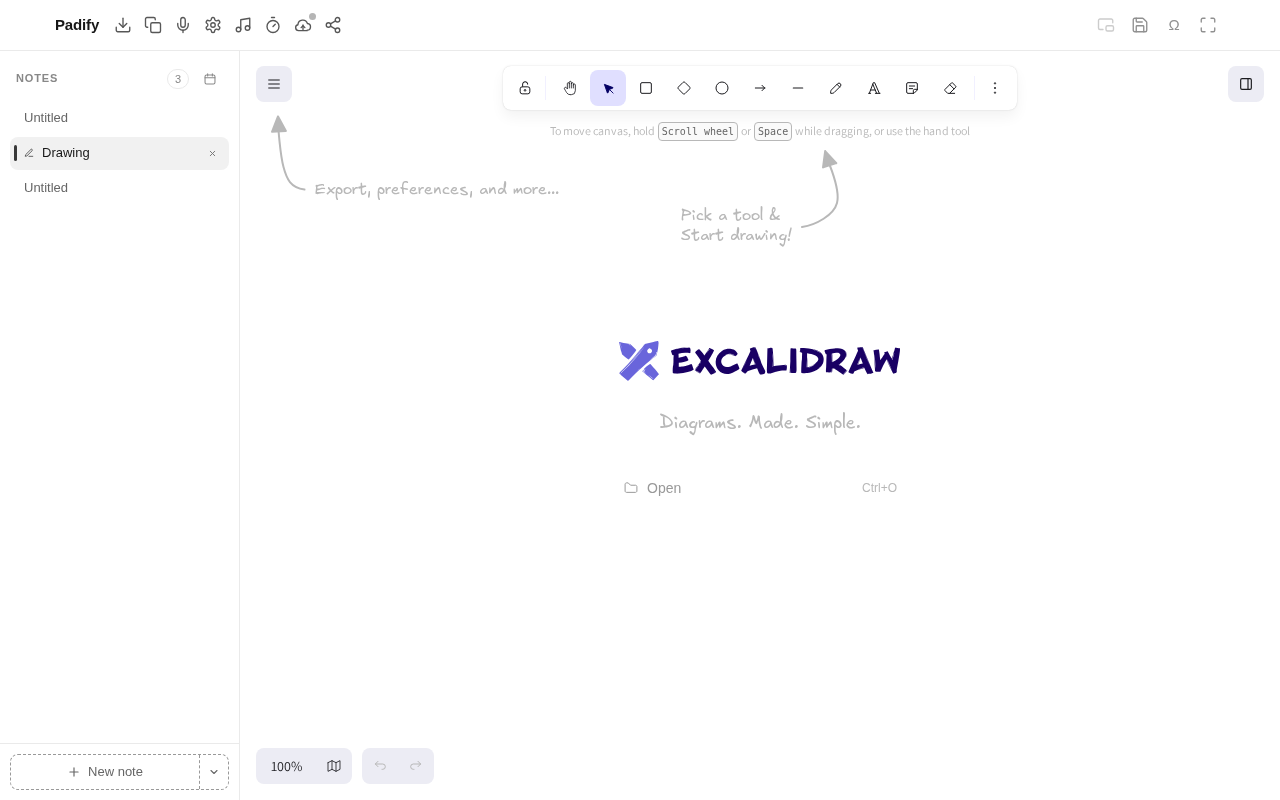 Padify
Ω
NOTES
3
Untitled
Drawing
Untitled
A
To move canvas, hold Scroll wheel or Space while dragging, or use the hand tool
Export, preferences, and more...
Pick a tool &
Start drawing!
EXCALIDRAW
Diagrams. Made. Simple.
Open Ctrl+O
New note
100%